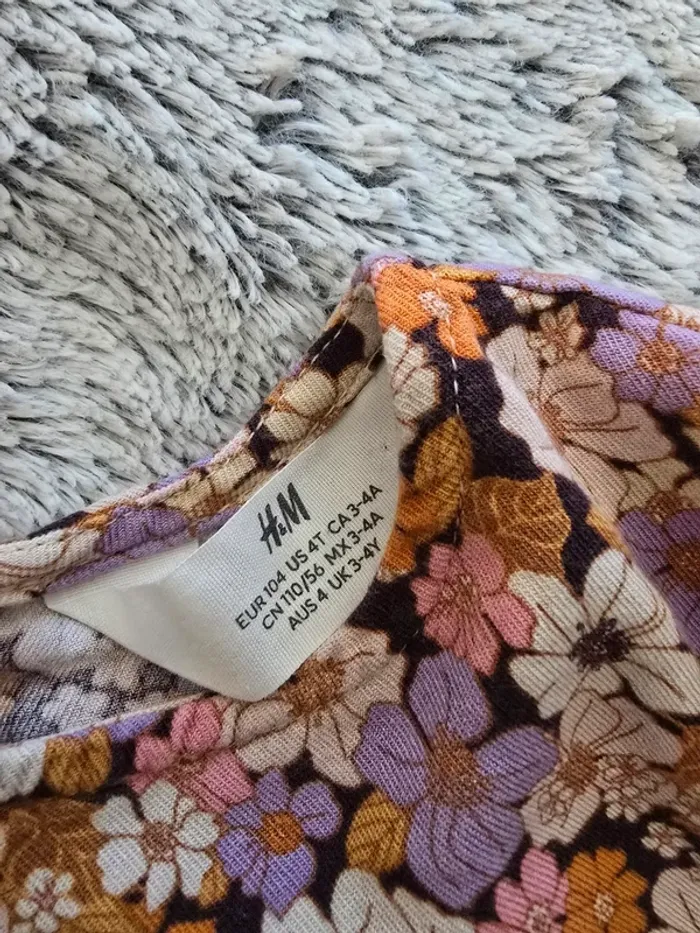 H&M
EUR 104 US 4T CA 3-4A
CN 110/56 MX 3-4A
AUS 4 UK 3-4Y